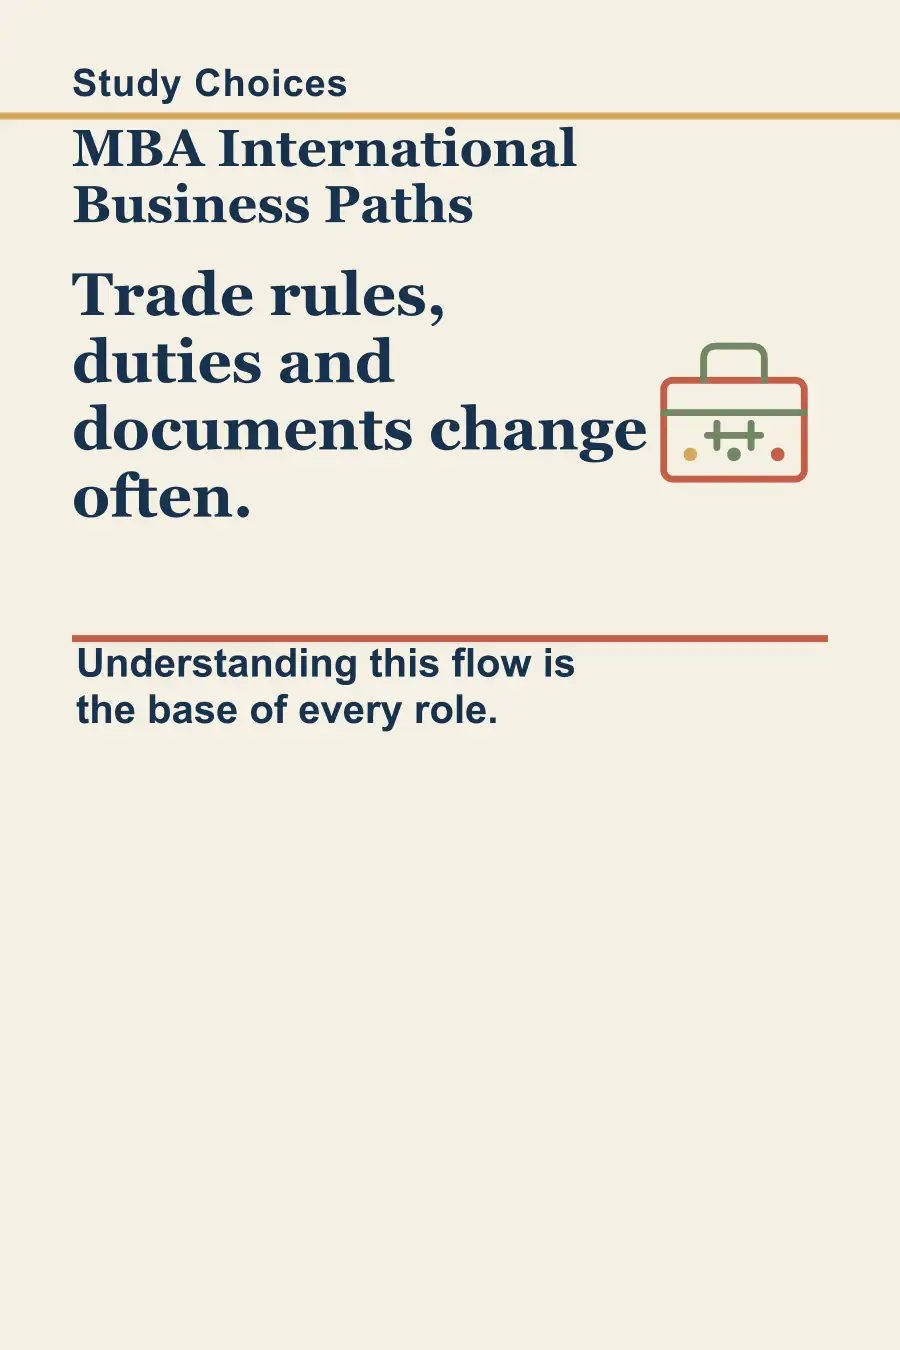 Study Choices
MBA International
Business Paths
Trade rules,
duties and
documents change
often.
Understanding this flow is
the base of every role.